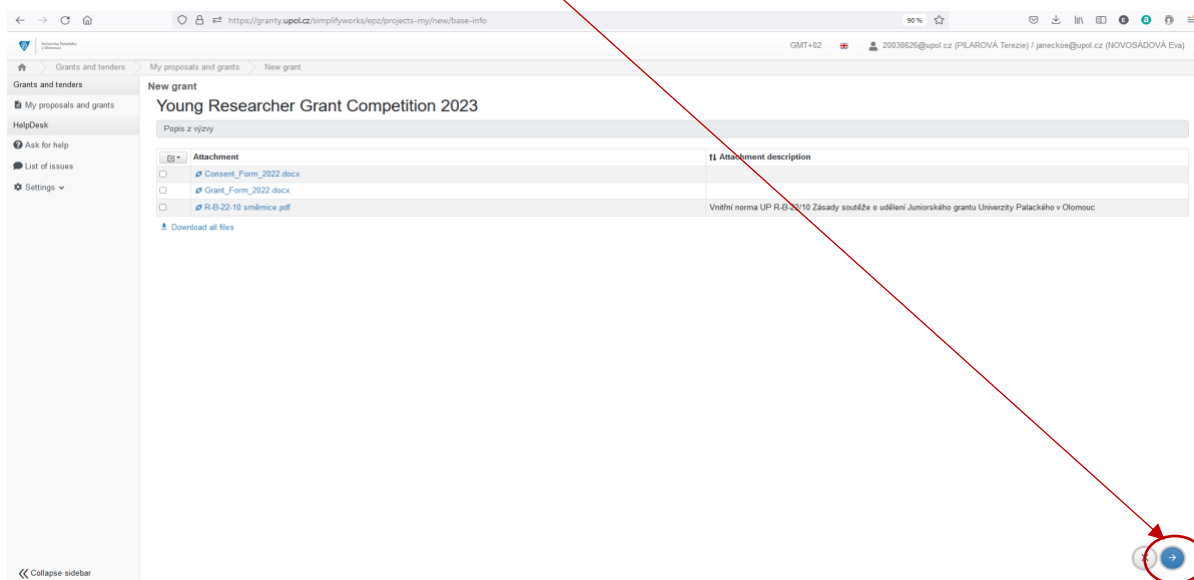 https://granty.upol.cz/simplifyworks/epz/projects-my/new/base-info
90 %
Univerzita Palackého
v Olomouci
GMT+02
20038626@upol.cz (PILAROVÁ Terezie) / janeckoe@upol.cz (NOVOSÁDOVÁ Eva)
Grants and tenders
My proposals and grants
New grant
Grants and tenders
My proposals and grants
HelpDesk
Ask for help
List of issues
Settings
New grant
Young Researcher Grant Competition 2023
Popis z výzvy
Attachment
Attachment description
Consent_Form_2022.docx
Grant_Form_2022.docx
R-B-22-10 směrnice.pdf
Vnitřní norma UP R-B-22/10 Zásady soutěže o udělení Juniorského grantu Univerzity Palackého v Olomouc
Download all files
Collapse sidebar